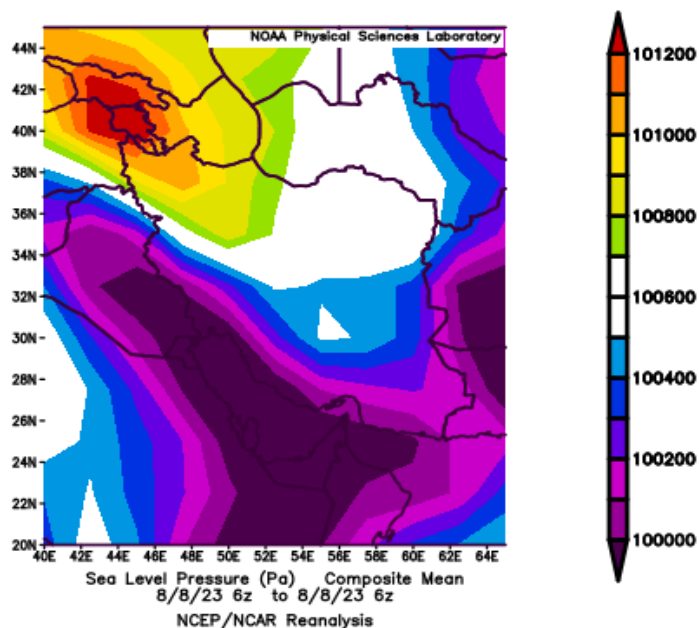 NOAA Physical Sciences Laboratory
44N
42N
40N
38N
36N
34N
32N
30N
28N
26N
24N
22N
20N
40E 42E 44E 46E 48E 50E 52E 54E 56E 58E 60E 62E 64E
101200
101000
100800
100600
100400
100200
100000
Sea Level Pressure (Pa) Composite Mean
8/8/23 6z to 8/8/23 6z
NCEP/NCAR Reanalysis